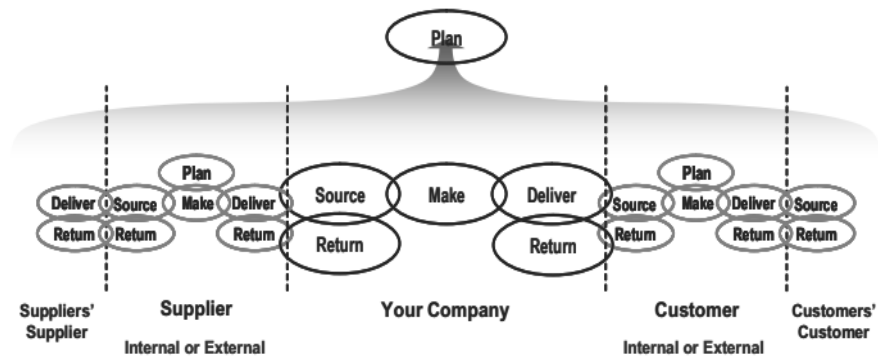 Plan
Plan
Plan
Deliver Source Make Deliver Source Make Deliver Source Make Deliver Source
Return Return Return Return Return Return Return Return
Suppliers' Supplier Your Company Customer Customers'
Supplier Customer
Internal or External Internal or External